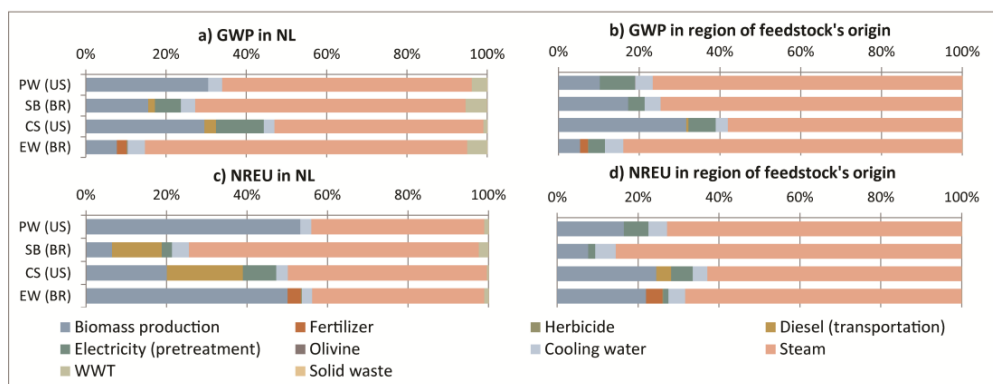 a) GWP in NL
0% 20% 40% 60% 80% 100%
PW (US)
SB (BR)
CS (US)
EW (BR)
b) GWP in region of feedstock's origin
0% 20% 40% 60% 80% 100%
c) NREU in NL
0% 20% 40% 60% 80% 100%
PW (US)
SB (BR)
CS (US)
EW (BR)
d) NREU in region of feedstock's origin
0% 20% 40% 60% 80% 100%
Biomass production Fertilizer Herbicide Diesel (transportation)
Electricity (pretreatment) Olivine Cooling water Steam
WWT Solid waste